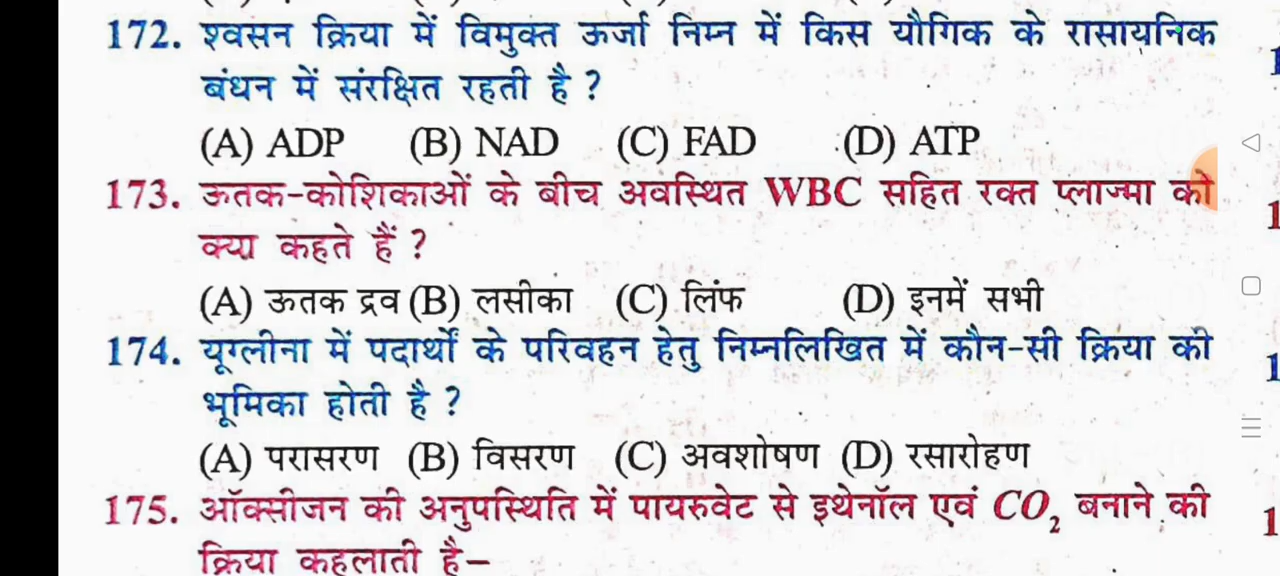 172. श्वसन क्रिया में विमुक्त ऊर्जा निम्न में किस यौगिक के रासायनिक
बंधन में संरक्षित रहती है ?
(A) ADP (B) NAD (C) FAD (D) ATP
173. ऊतक-कोशिकाओं के बीच अवस्थित WBC सहित रक्त प्लाज्मा को
क्या कहते हैं ?
(A) ऊतक द्रव (B) लसीका (C) लिंफ (D) इनमें सभी
174. यूग्लीना में पदार्थों के परिवहन हेतु निम्नलिखित में कौन-सी क्रिया की
भूमिका होती है ?
(A) परासरण (B) विसरण (C) अवशोषण (D) रसारोहण
175. ऑक्सीजन की अनुपस्थिति में पायरुवेट से इथेनॉल एवं CO₂ बनाने की
क्रिया कहलाती है–